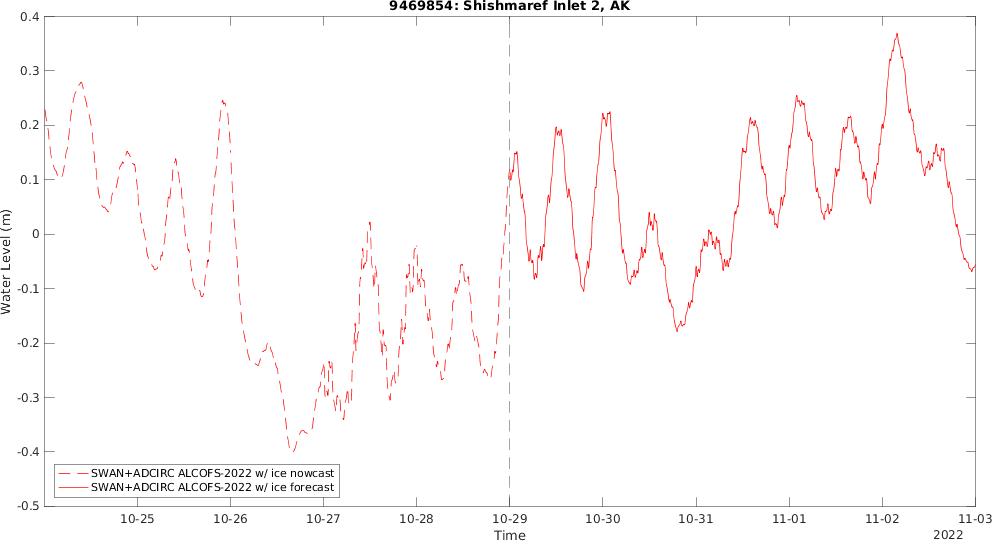 9469854: Shishmaref Inlet 2, AK
0.4
0.3
0.2
0.1
0
-0.1
-0.2
-0.3
-0.4
-0.5
Water Level (m)
SWAN+ADCIRC ALCOFS-2022 w/ ice nowcast
SWAN+ADCIRC ALCOFS-2022 w/ ice forecast
10-25 10-26 10-27 10-28 10-29 10-30 10-31 11-01 11-02 11-03
Time
2022